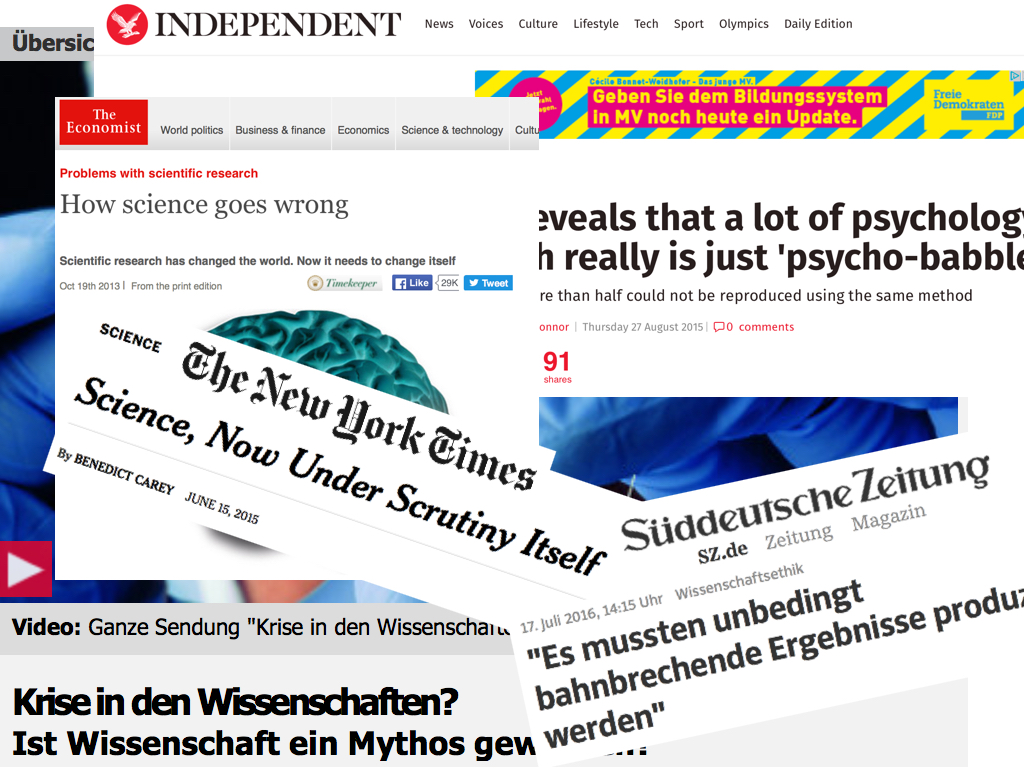 Übersic
INDEPENDENT
News Voices Culture Lifestyle Tech Sport Olympics Daily Edition
Cécile Bonnet-Weidhofer - Das junge MV.
Geben Sie dem Bildungssystem
in MV noch heute ein Update.
Freie
Demokraten
FDP
The
Economist
World politics Business & finance Economics Science & technology Cultu
Problems with scientific research
How science goes wrong
Scientific research has changed the world. Now it needs to change itself
Oct 19th 2013 | From the print edition
Timekeeper
Like 29K Tweet
eveals that a lot of psychology
h really is just 'psycho-babble
re than half could not be reproduced using the same method
onnor | Thursday 27 August 2015 | 0 comments
91
shares
SCIENCE
The New York Times
Science, Now Under Scrutiny Itself
By BENEDICT CAREY JUNE 15, 2015
Süddeutsche Zeitung
SZ.de Zeitung Magazin
17. Juli 2016, 14:15 Uhr Wissenschaftsethik
"Es mussten unbedingt
bahnbrechende Ergebnisse produz
werden"
Video: Ganze Sendung "Krise in den Wissenschafte
Krise in den Wissenschaften?
Ist Wissenschaft ein Mythos gew